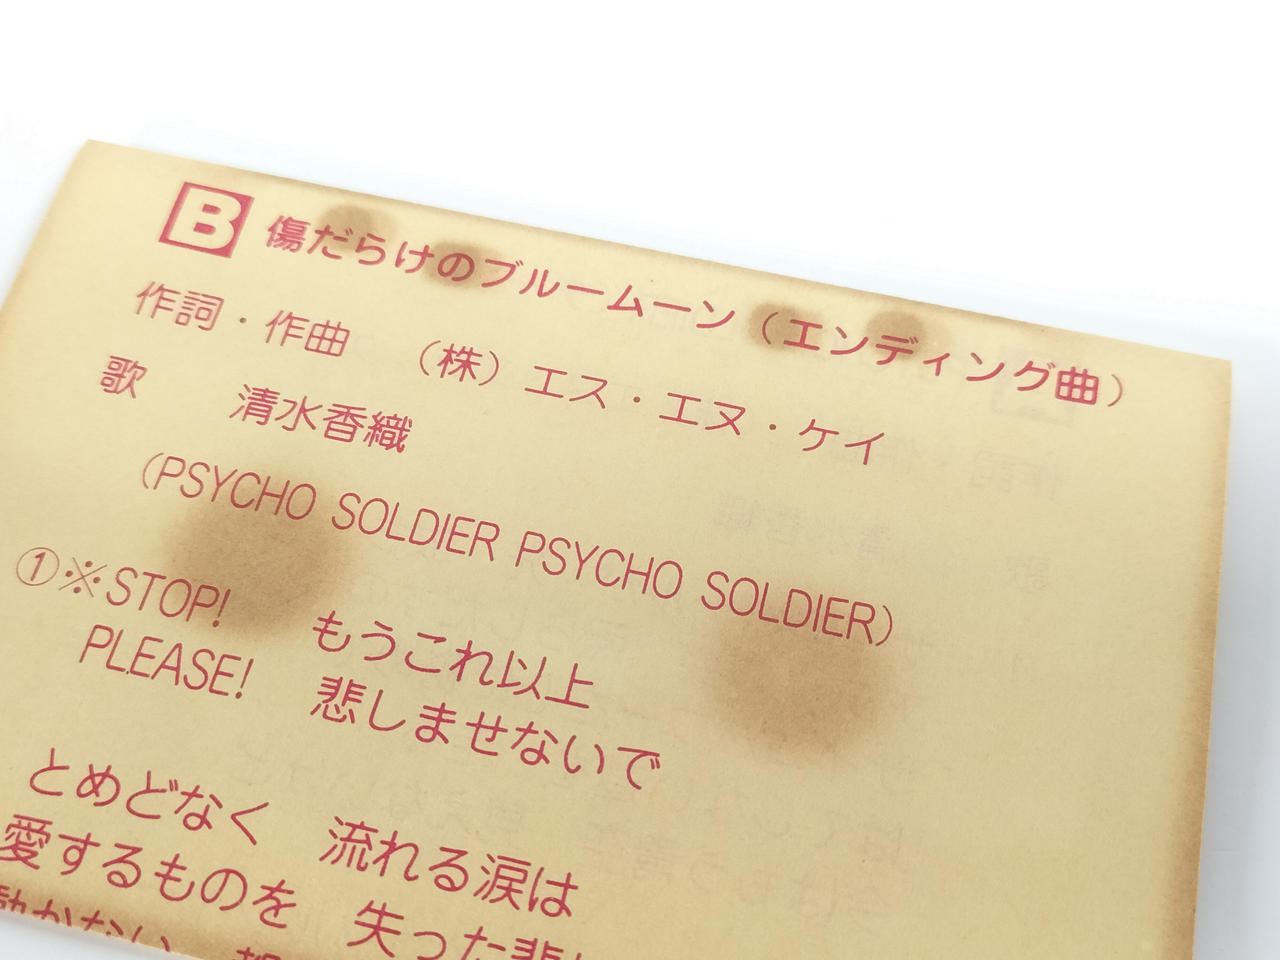 B 傷だらけのブルームーン（エンディング曲）
作詞・作曲　（株）エス・エヌ・ケイ
歌　清水香織
（PSYCHO SOLDIER PSYCHO SOLDIER）
①※STOP!　もうこれ以上
PLEASE!　悲しませないで
とめどなく　流れる涙は
愛するものを　失った悲